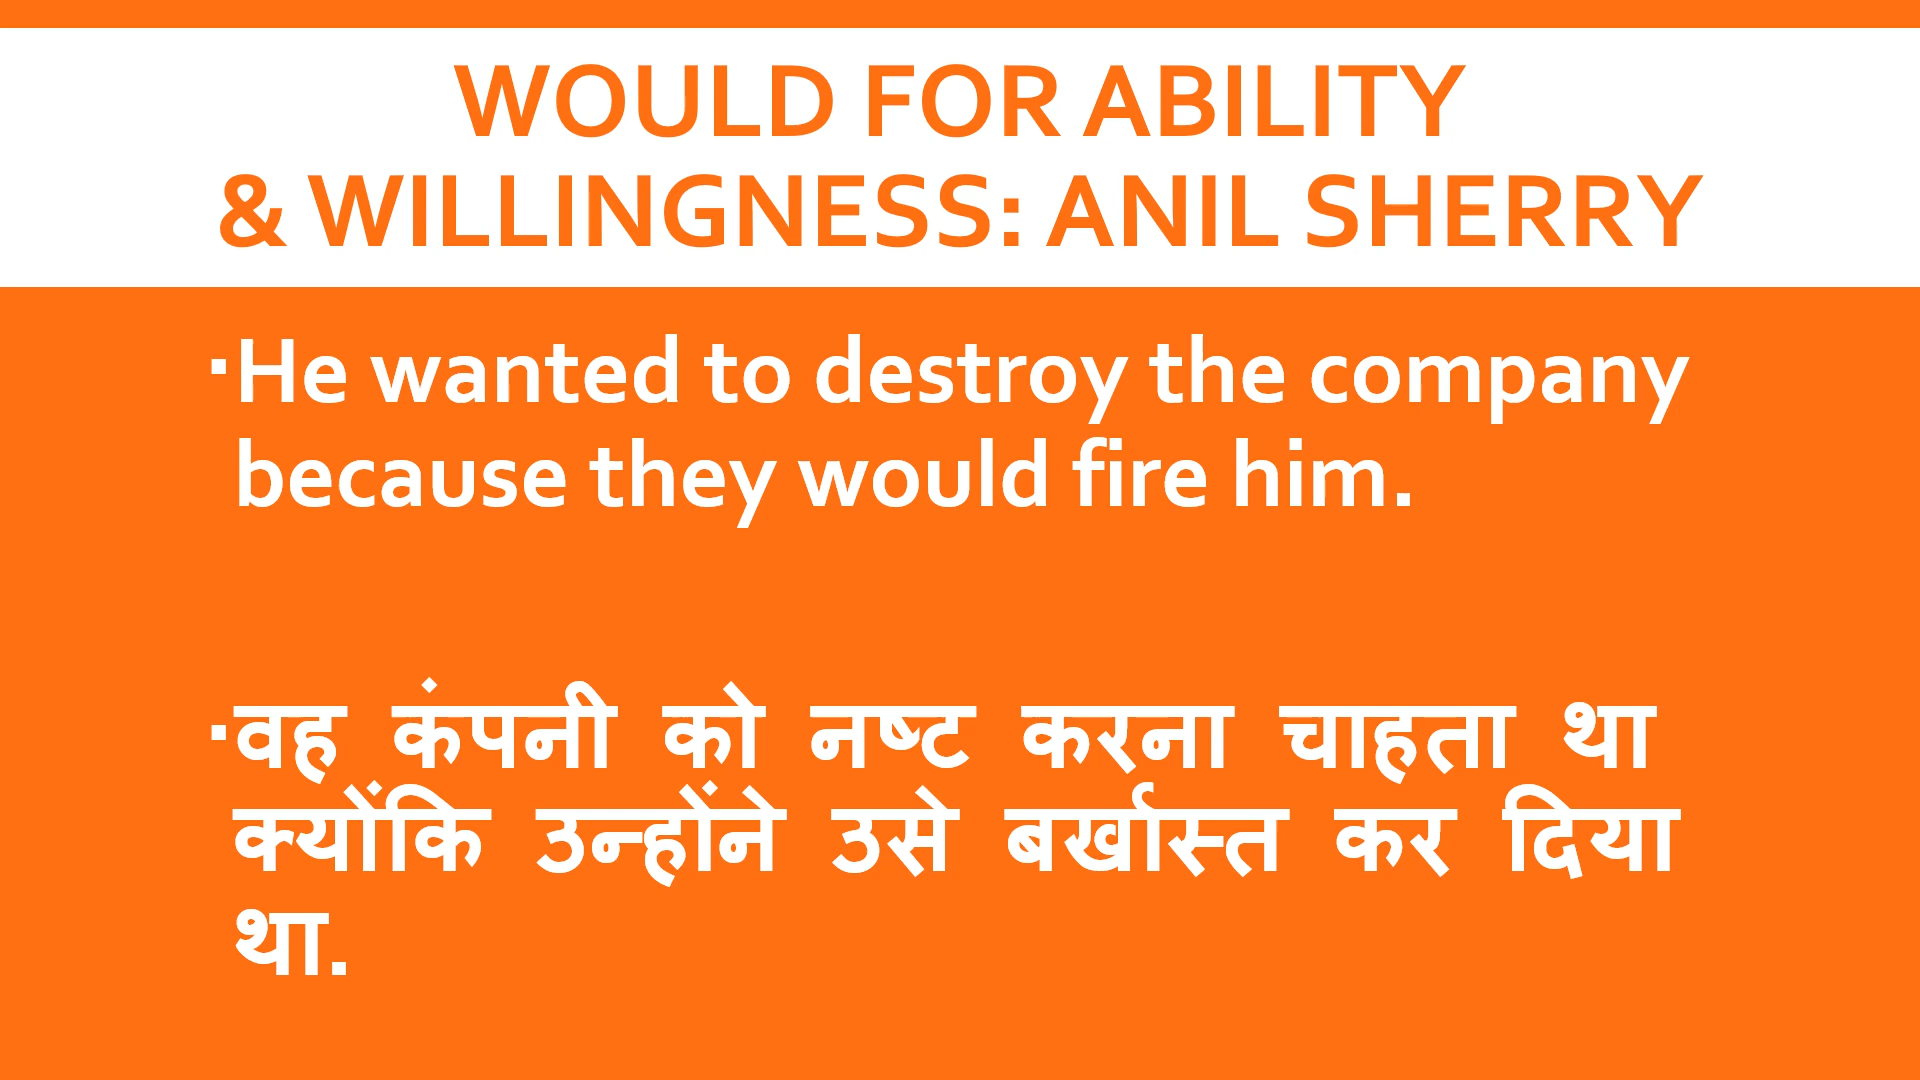 WOULD FOR ABILITY
& WILLINGNESS: ANIL SHERRY
▪He wanted to destroy the company
because they would fire him.
▪वह कंपनी को नष्ट करना चाहता था
क्योंकि उन्होंने उसे बर्खास्त कर दिया
था.